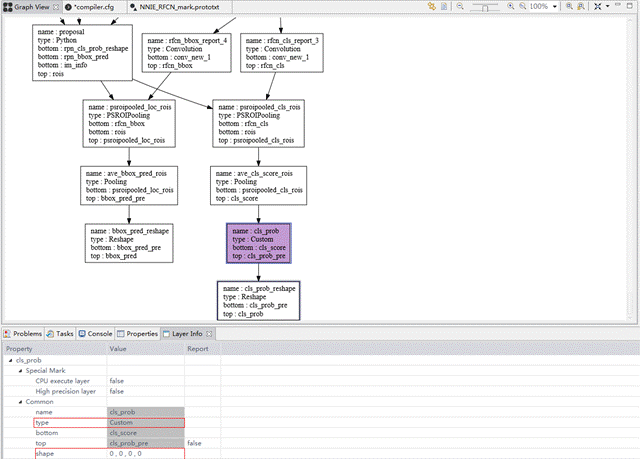 Graph View
*compiler.cfg
NNIE_RFCN_mark.prototxt
100%
name : proposal
type : Python
bottom : rpn_cls_prob_reshape
bottom : rpn_bbox_pred
bottom : im_info
top : rois
name : rfcn_bbox_report_4
type : Convolution
bottom : conv_new_1
top : rfcn_bbox
name : rfcn_cls_report_3
type : Convolution
bottom : conv_new_1
top : rfcn_cls
name : psroipooled_loc_rois
type : PSROIPooling
bottom : rfcn_bbox
bottom : rois
top : psroipooled_loc_rois
name : psroipooled_cls_rois
type : PSROIPooling
bottom : rfcn_cls
bottom : rois
top : psroipooled_cls_rois
name : ave_bbox_pred_rois
type : Pooling
bottom : psroipooled_loc_rois
top : bbox_pred_pre
name : ave_cls_score_rois
type : Pooling
bottom : psroipooled_cls_rois
top : cls_score
name : bbox_pred_reshape
type : Reshape
bottom : bbox_pred_pre
top : bbox_pred
name : cls_prob
type : Custom
bottom : cls_score
top : cls_prob_pre
name : cls_prob_reshape
type : Reshape
bottom : cls_prob_pre
top : cls_prob
Problems Tasks Console Properties Layer Info
Property Value Report
cls_prob
Special Mark
CPU execute layer false
High precision layer false
Common
name cls_prob
type Custom
bottom cls_score
top cls_prob_pre false
shape 0 , 0 , 0 , 0